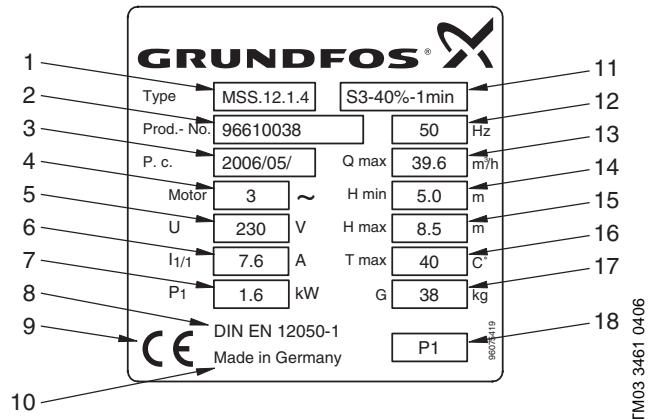 GRUNDFOS®
1 Type MSS.12.1.4 S3-40%-1min 11
2 Prod.- No. 96610038 50 Hz 12
3 P. c. 2006/05/ Q max 39.6 m³/h 13
4 Motor 3 ~ H min 5.0 m 14
5 U 230 V H max 8.5 m 15
6 I1/1 7.6 A T max 40 C° 16
7 P1 1.6 kW G 38 kg 17
8 DIN EN 12050-1
9 CE Made in Germany P1 18
10
96075419
TM03 3461 0406